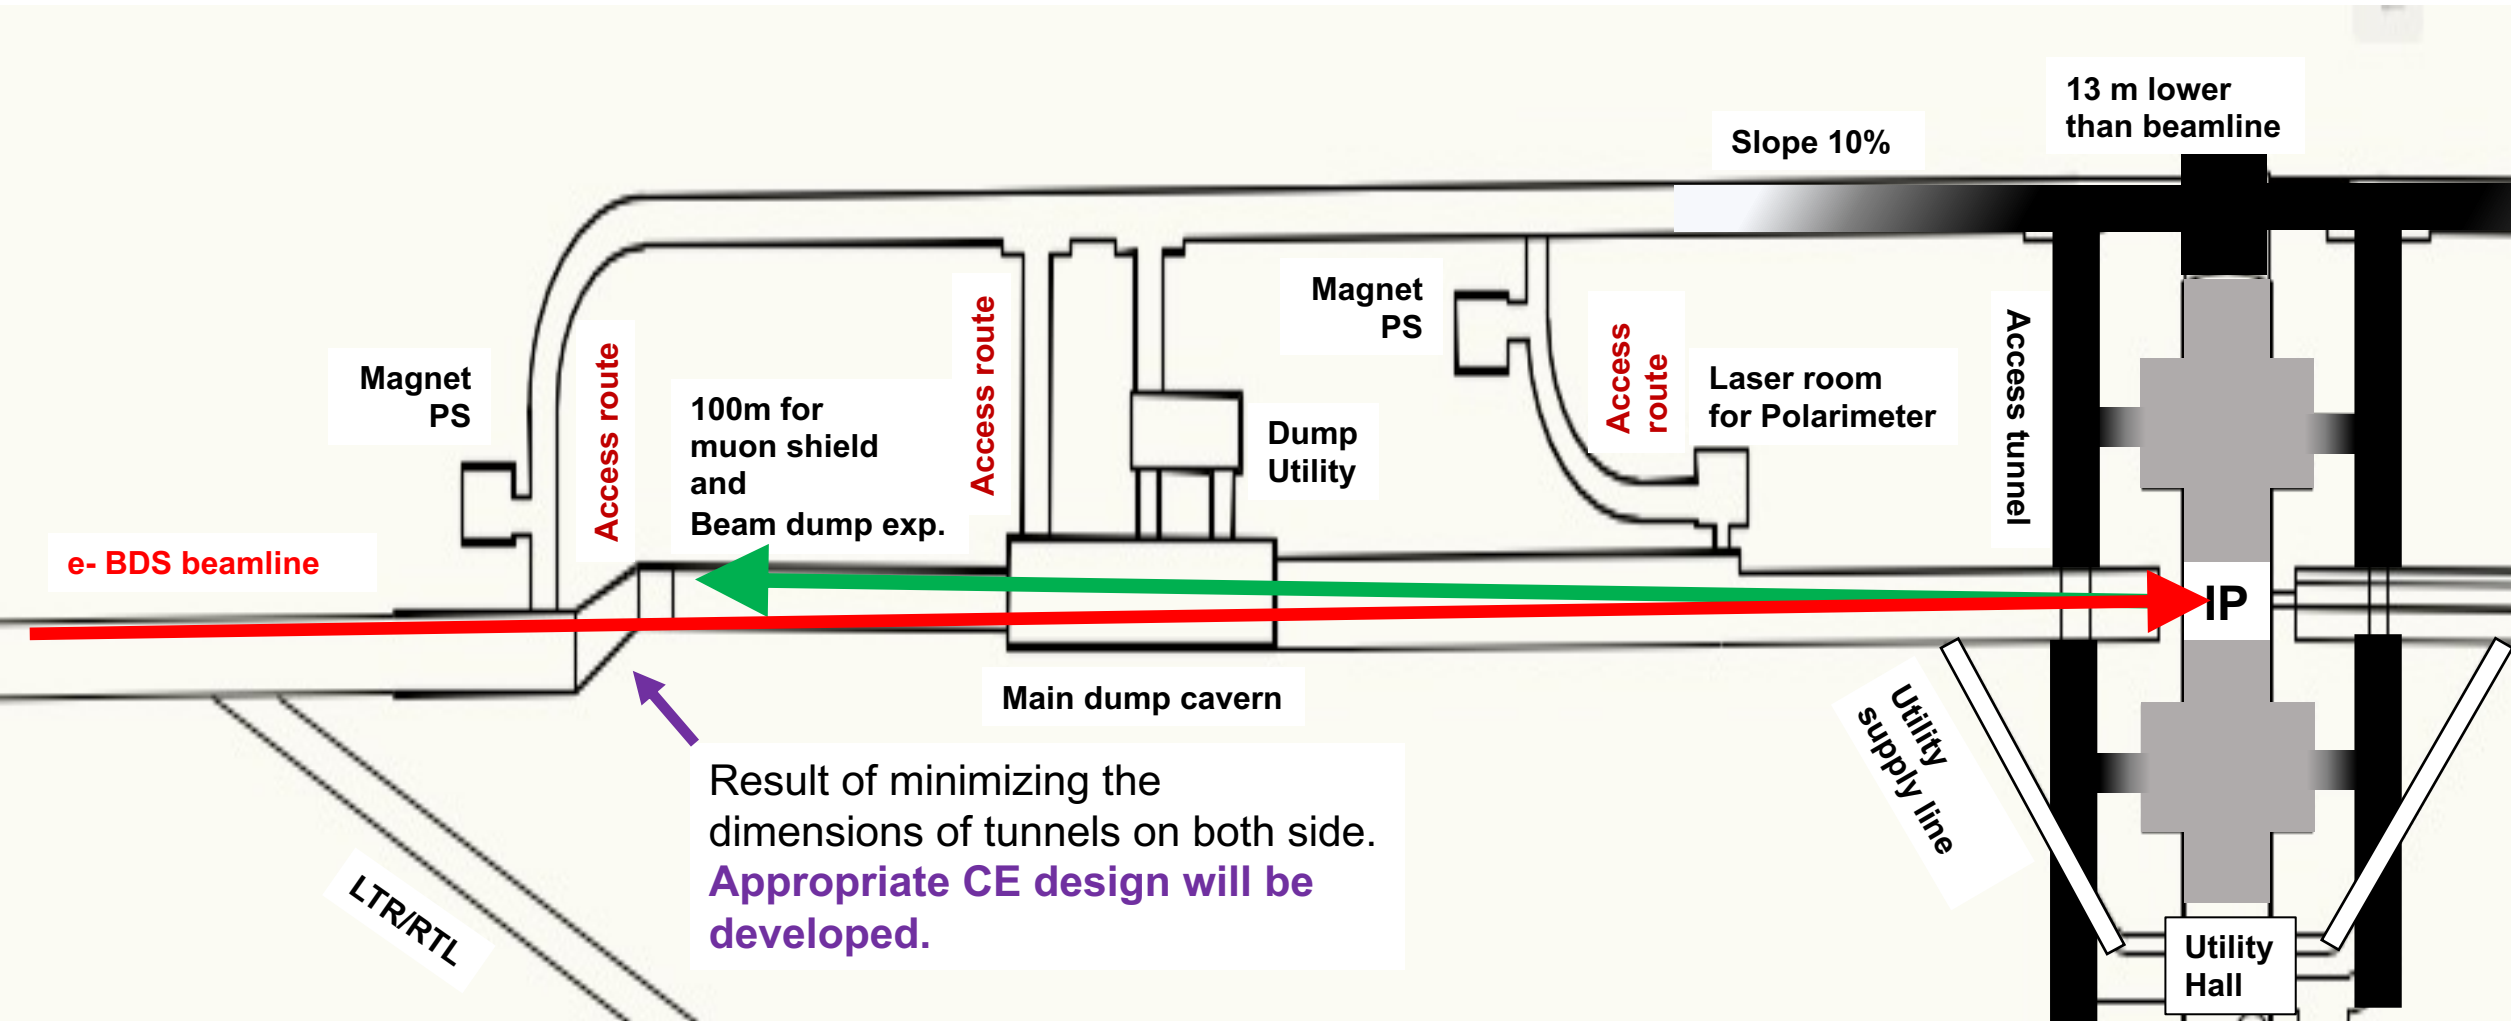 13 m lower
than beamline
Slope 10%
Magnet
PS
Access route
Access route
Magnet
PS
Access
route
Laser room
for Polarimeter
Access tunnel
100m for
muon shield
and
Beam dump exp.
Dump
Utility
e- BDS beamline
IP
Main dump cavern
Utility
supply line
Result of minimizing the
dimensions of tunnels on both side.
Appropriate CE design will be
developed.
LTR/RTL
Utility
Hall